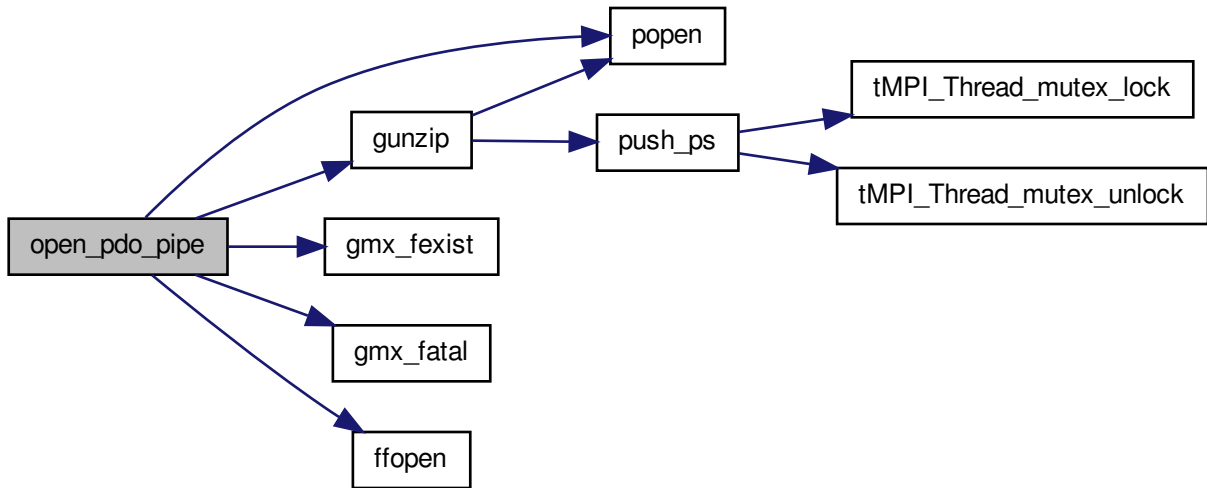 popen
tMPI_Thread_mutex_lock
gunzip
push_ps
tMPI_Thread_mutex_unlock
open_pdo_pipe
gmx_fexist
gmx_fatal
ffopen